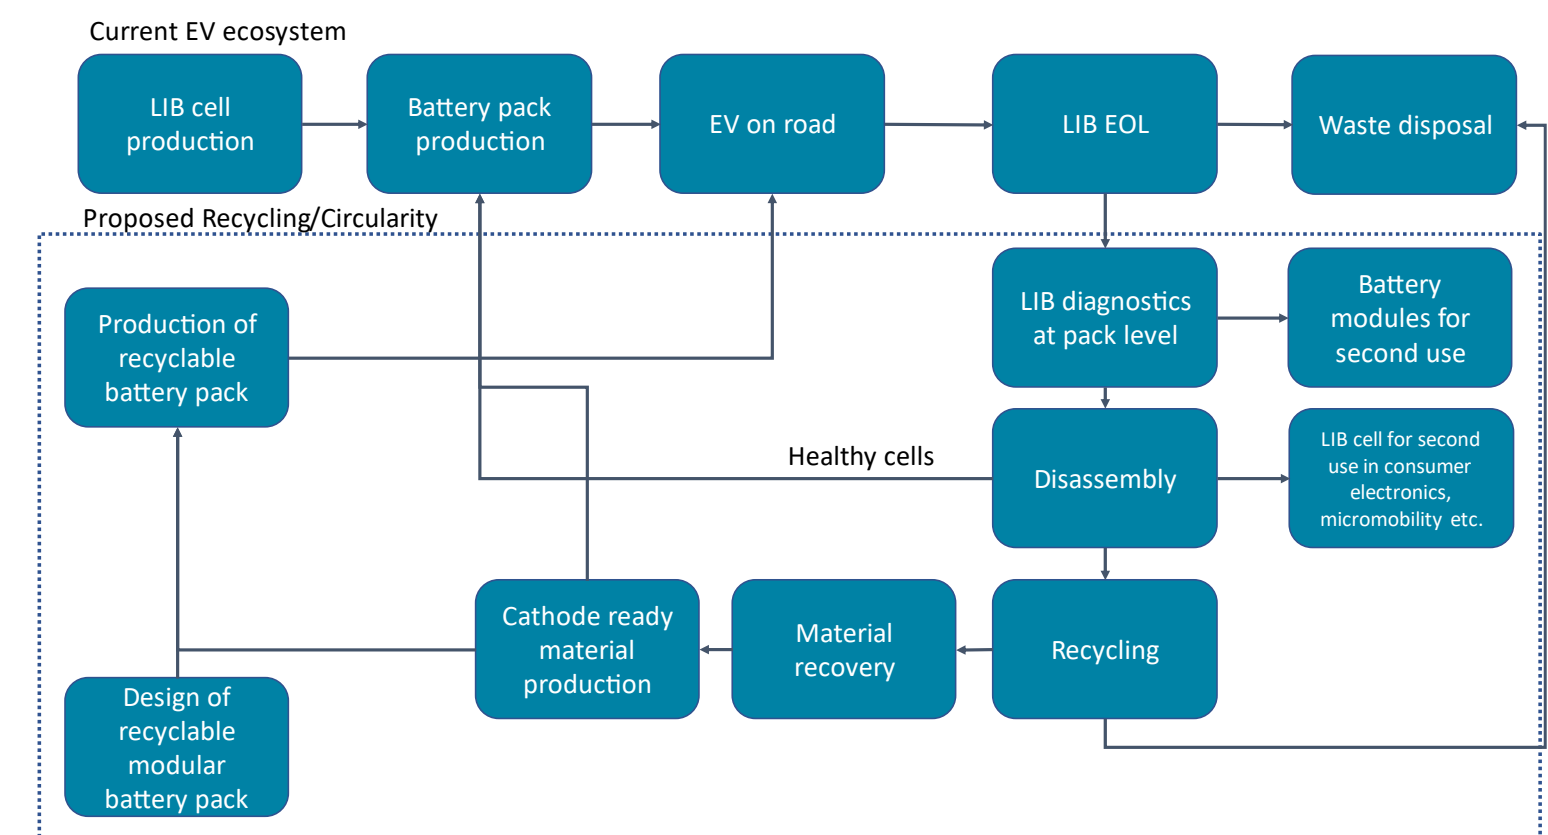 Current EV ecosystem
LIB cell
production
Battery pack
production
EV on road
LIB EOL
Waste disposal
Proposed Recycling/Circularity
Production of
recyclable
battery pack
LIB diagnostics
at pack level
Battery
modules for
second use
Healthy cells
Disassembly
LIB cell for second
use in consumer
electronics,
micromobility etc.
Cathode ready
material
production
Material
recovery
Recycling
Design of
recyclable
modular
battery pack